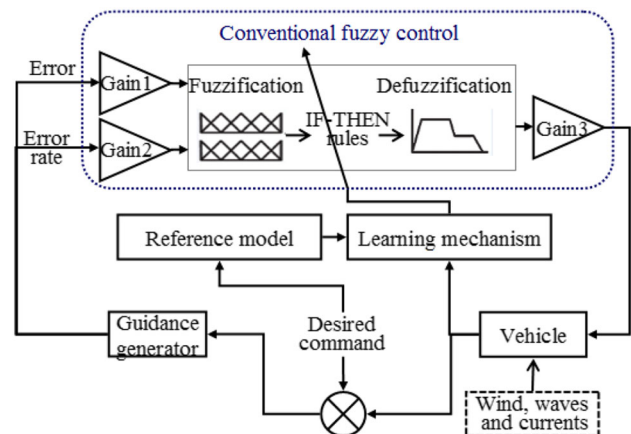 Conventional fuzzy control
Error
Gain1
Fuzzification
Defuzzification
Error
rate
Gain2
IF-THEN
rules
Gain3
Reference model
Learning mechanism
Guidance
generator
Desired
command
Vehicle
Wind, waves
and currents